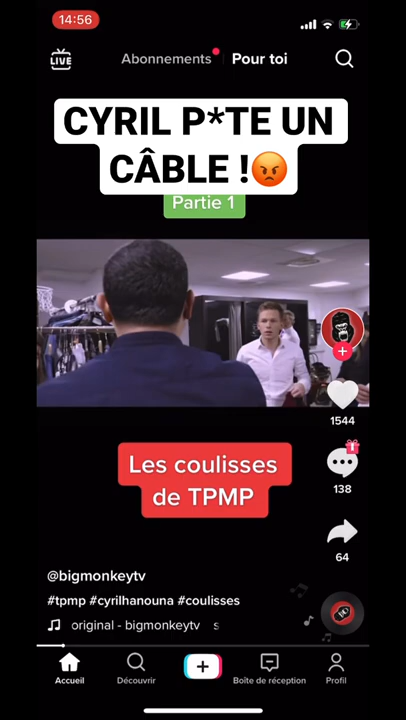 14:56
LIVE
Abonnements
Pour toi
CYRIL P*TE UN
CÂBLE !😡
Partie 1
1544
138
64
Les coulisses
de TPMP
@bigmonkeytv
#tpmp #cyrilhanouna #coulisses
original - bigmonkeytv s
Accueil
Découvrir
Boîte de réception
Profil